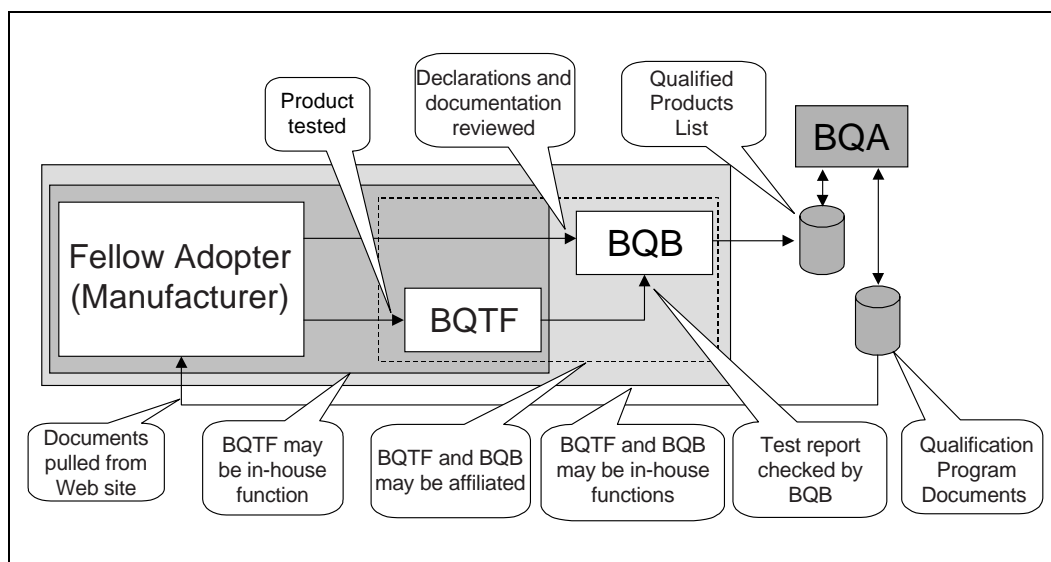 Declarations and
documentation
reviewed
Qualified
Products
List
Product
tested
BQA
Fellow Adopter
(Manufacturer)
BQB
BQTF
Documents
pulled from
Web site
BQTF may
be in-house
function
BQTF and BQB
may be affiliated
BQTF and BQB
may be in-house
functions
Test report
checked by
BQB
Qualification
Program
Documents